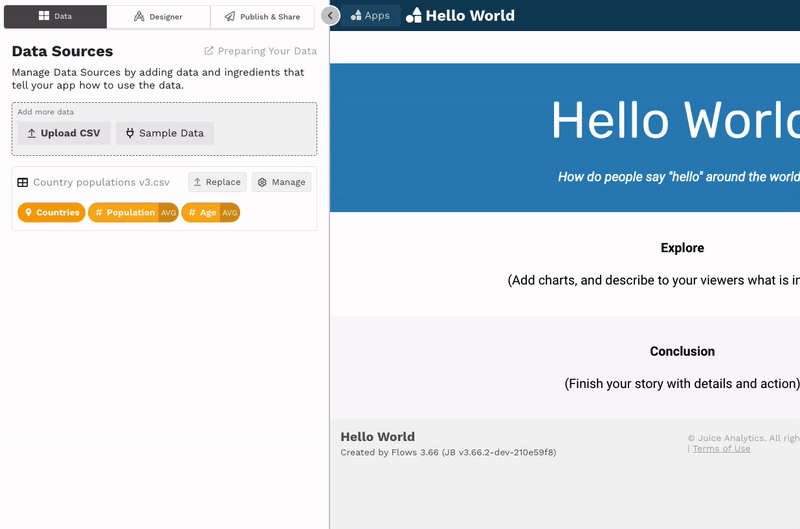 Data
Designer
Publish & Share
Data Sources
Preparing Your Data
Manage Data Sources by adding data and ingredients that
tell your app how to use the data.
Add more data
Upload CSV
Sample Data
Country populations v3.csv
Replace
Manage
Countries
# Population AVG
# Age AVG
Apps
Hello World
Hello World
How do people say "hello" around the world
Explore
(Add charts, and describe to your viewers what is in
Conclusion
(Finish your story with details and action)
Hello World
Created by Flows 3.66 (JB v3.66.2-dev-210e59f8)
© Juice Analytics. All righ
| Terms of Use